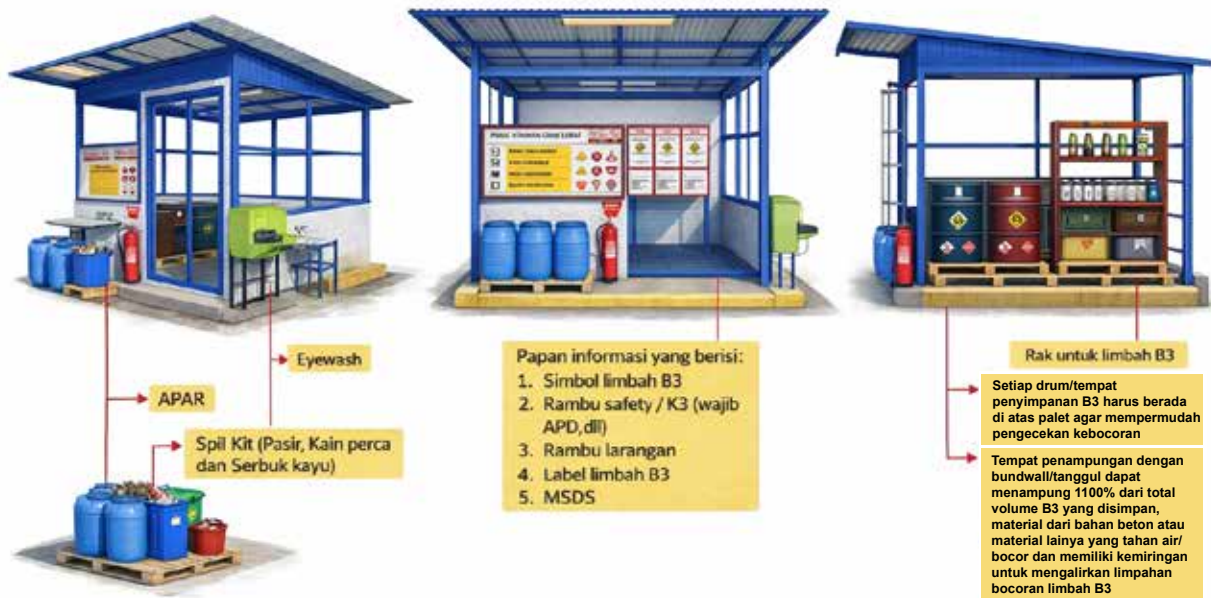 Eyewash
APAR
Spil Kit (Pasir, Kain perca
dan Serbuk kayu)
Papan informasi yang berisi:
1. Simbol limbah B3
2. Rambu safety / K3 (wajib
APD,dll)
3. Rambu larangan
4. Label limbah B3
5. MSDS
Rak untuk limbah B3
Setiap drum/tempat
penyimpanan B3 harus berada
di atas palet agar mempermudah
pengecekan kebocoran
Tempat penampungan dengan
bundwall/tanggul dapat
menampung 1100% dari total
volume B3 yang disimpan,
material dari bahan beton atau
material lainya yang tahan air/
bocor dan memiliki kemiringan
untuk mengalirkan limpahan
bocoran limbah B3